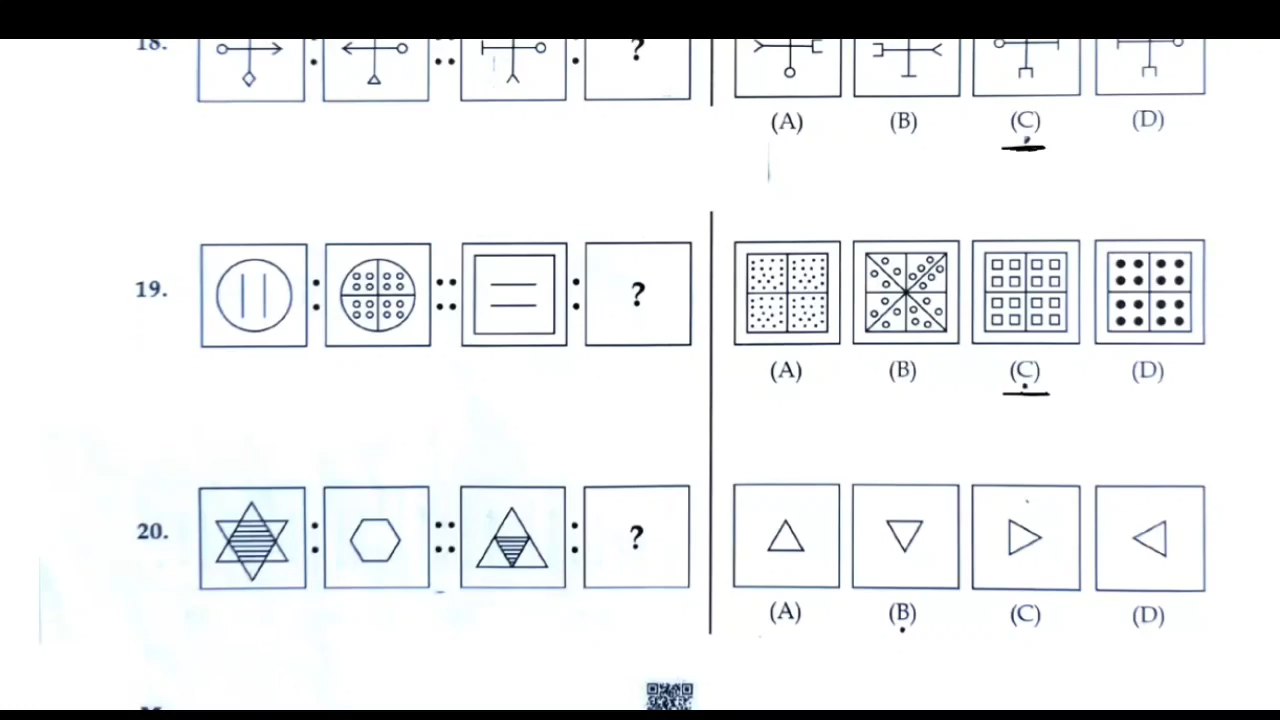 18. : :: : ?
(A) (B) (C) (D)
19. : :: : ?
(A) (B) (C) (D)
20. : :: : ?
(A) (B) (C) (D)